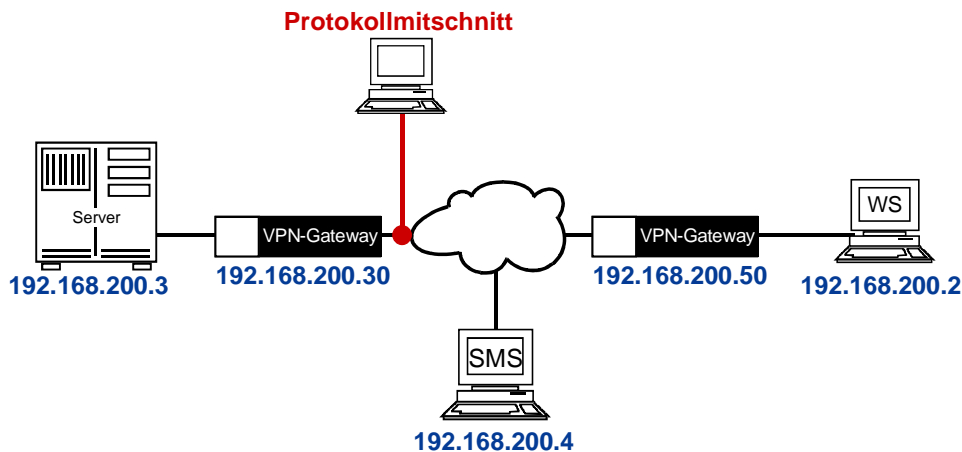 Protokollmitschnitt
Server
VPN-Gateway
VPN-Gateway
WS
192.168.200.3
192.168.200.30
192.168.200.50
192.168.200.2
SMS
192.168.200.4